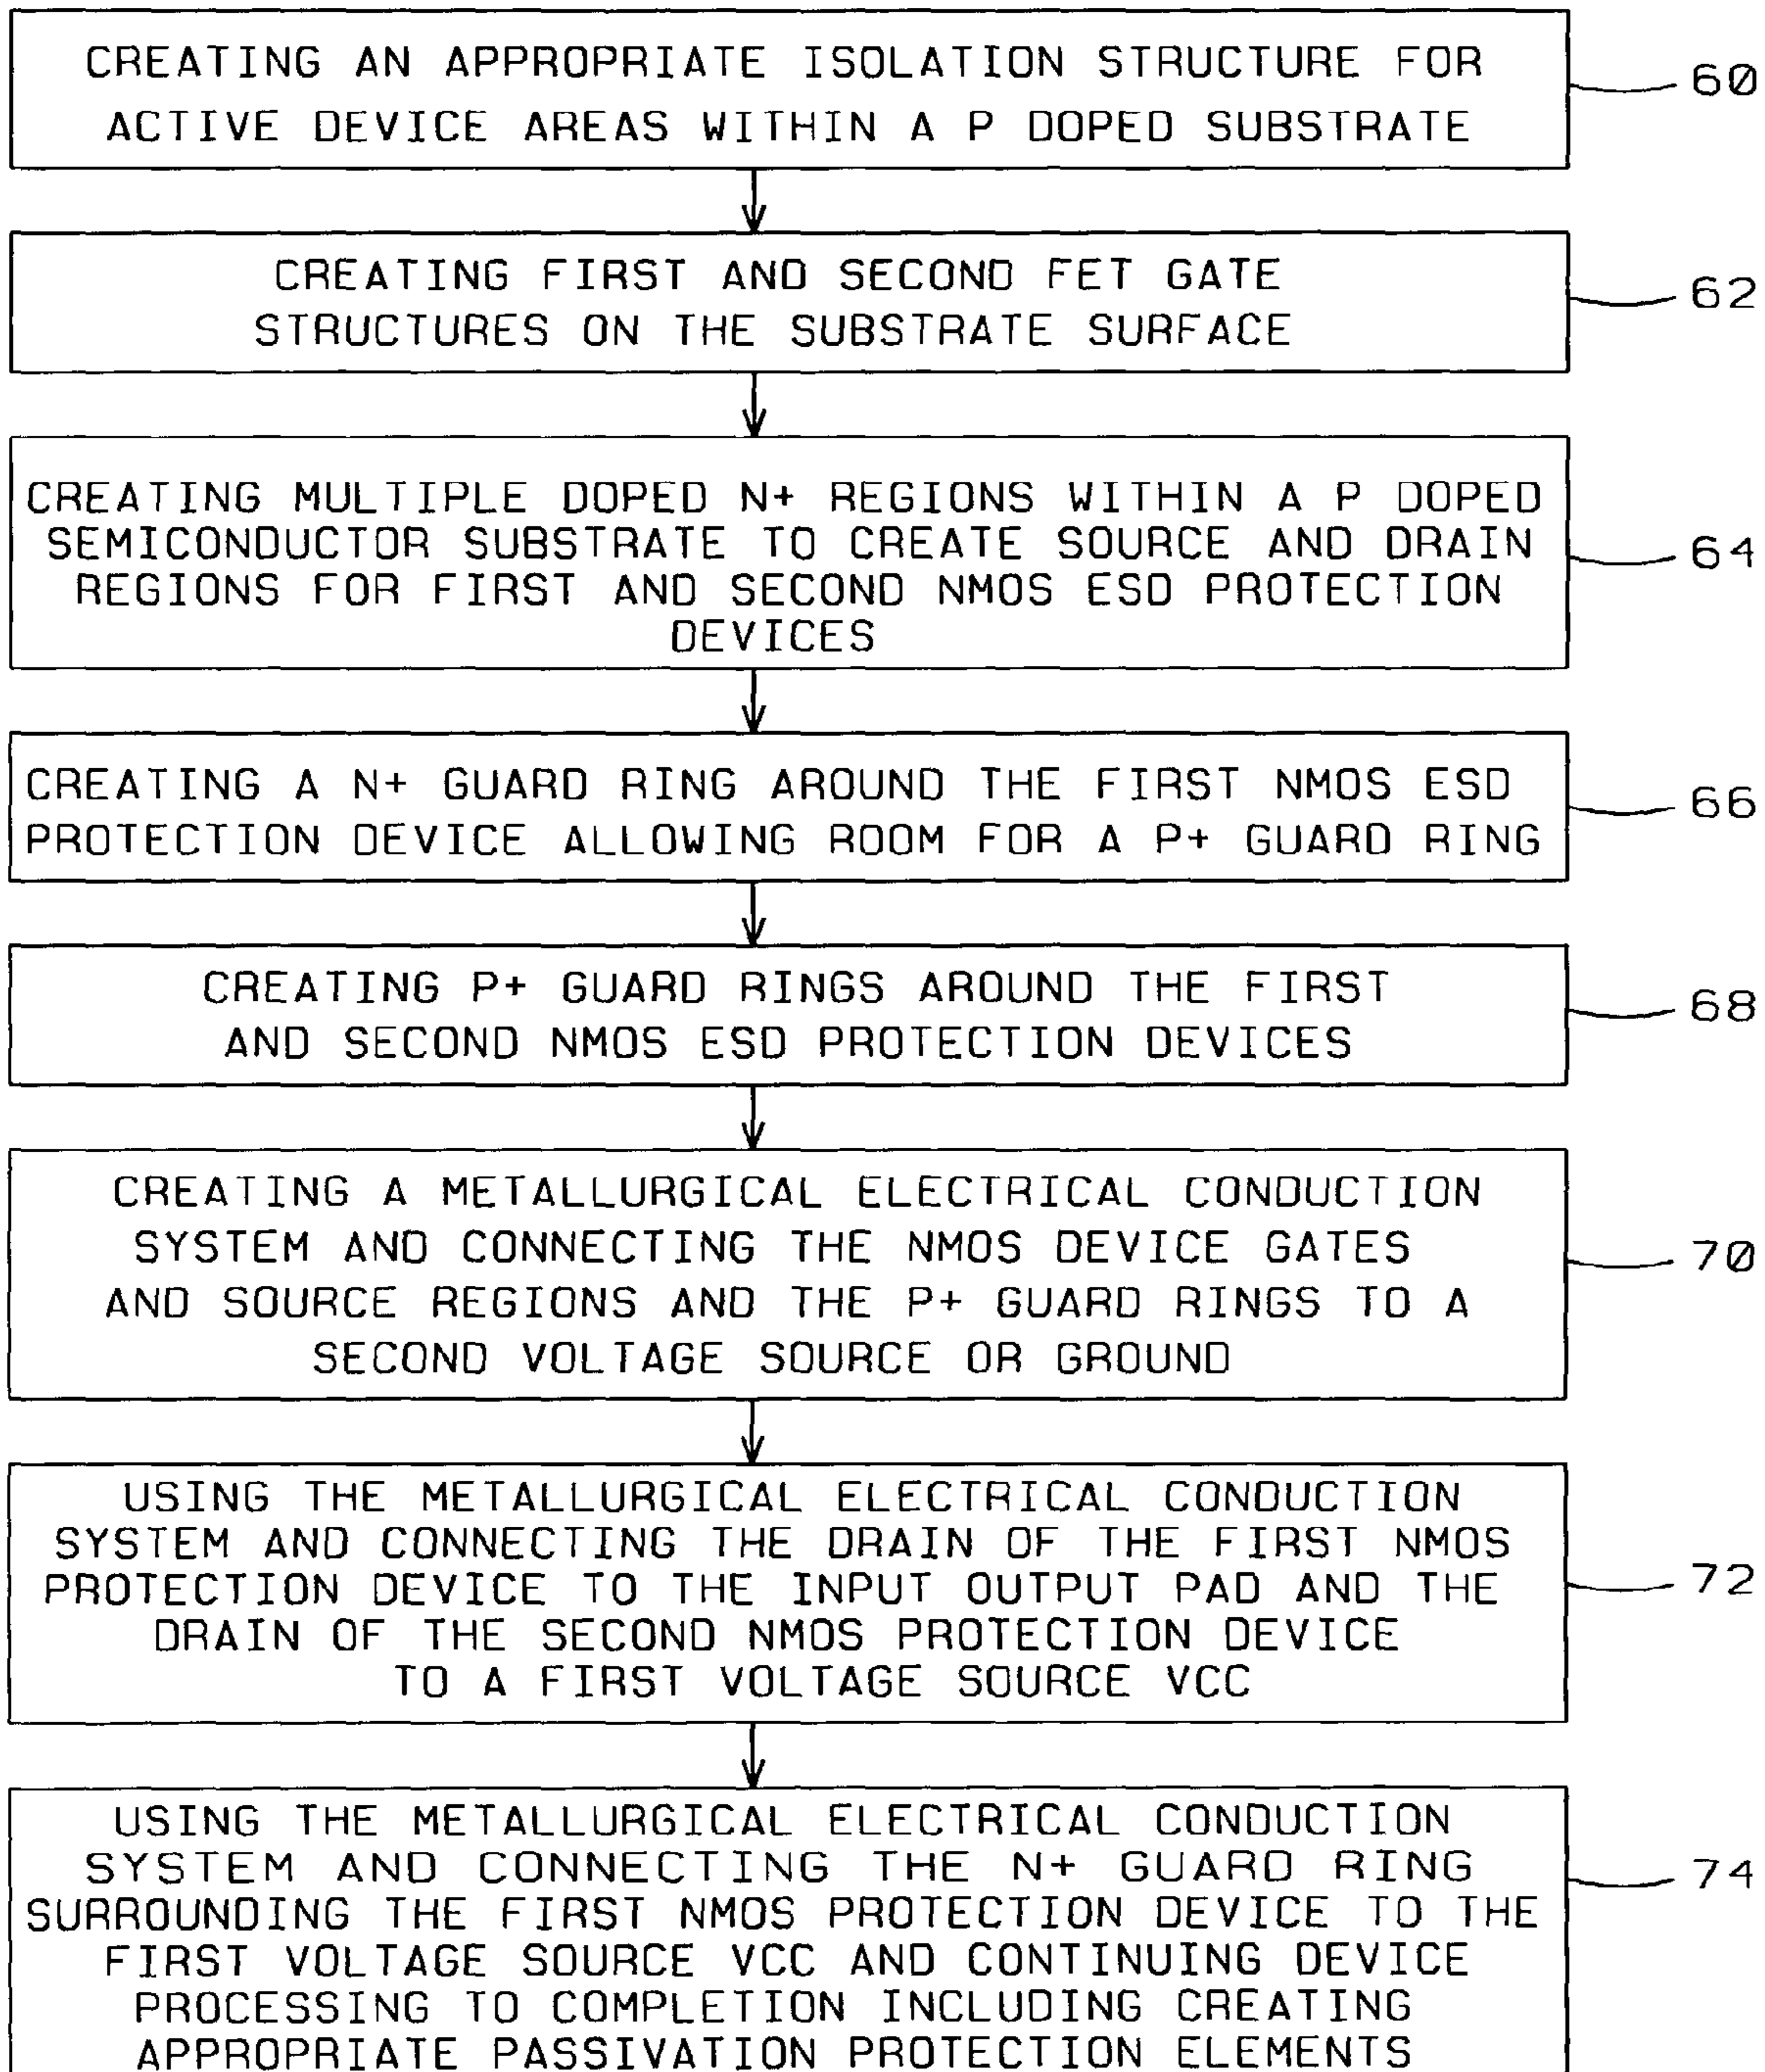 CREATING AN APPROPRIATE ISOLATION STRUCTURE FOR
ACTIVE DEVICE AREAS WITHIN A P DOPED SUBSTRATE
60
CREATING FIRST AND SECOND FET GATE
STRUCTURES ON THE SUBSTRATE SURFACE
62
CREATING MULTIPLE DOPED N+ REGIONS WITHIN A P DOPED
SEMICONDUCTOR SUBSTRATE TO CREATE SOURCE AND DRAIN
REGIONS FOR FIRST AND SECOND NMOS ESD PROTECTION
DEVICES
64
CREATING A N+ GUARD RING AROUND THE FIRST NMOS ESD
PROTECTION DEVICE ALLOWING ROOM FOR A P+ GUARD RING
66
CREATING P+ GUARD RINGS AROUND THE FIRST
AND SECOND NMOS ESD PROTECTION DEVICES
68
CREATING A METALLURGICAL ELECTRICAL CONDUCTION
SYSTEM AND CONNECTING THE NMOS DEVICE GATES
AND SOURCE REGIONS AND THE P+ GUARD RINGS TO A
SECOND VOLTAGE SOURCE OR GROUND
70
USING THE METALLURGICAL ELECTRICAL CONDUCTION
SYSTEM AND CONNECTING THE DRAIN OF THE FIRST NMOS
PROTECTION DEVICE TO THE INPUT OUTPUT PAD AND THE
DRAIN OF THE SECOND NMOS PROTECTION DEVICE
TO A FIRST VOLTAGE SOURCE VCC
72
USING THE METALLURGICAL ELECTRICAL CONDUCTION
SYSTEM AND CONNECTING THE N+ GUARD RING
SURROUNDING THE FIRST NMOS PROTECTION DEVICE TO THE
FIRST VOLTAGE SOURCE VCC AND CONTINUING DEVICE
PROCESSING TO COMPLETION INCLUDING CREATING
APPROPRIATE PASSIVATION PROTECTION ELEMENTS
74